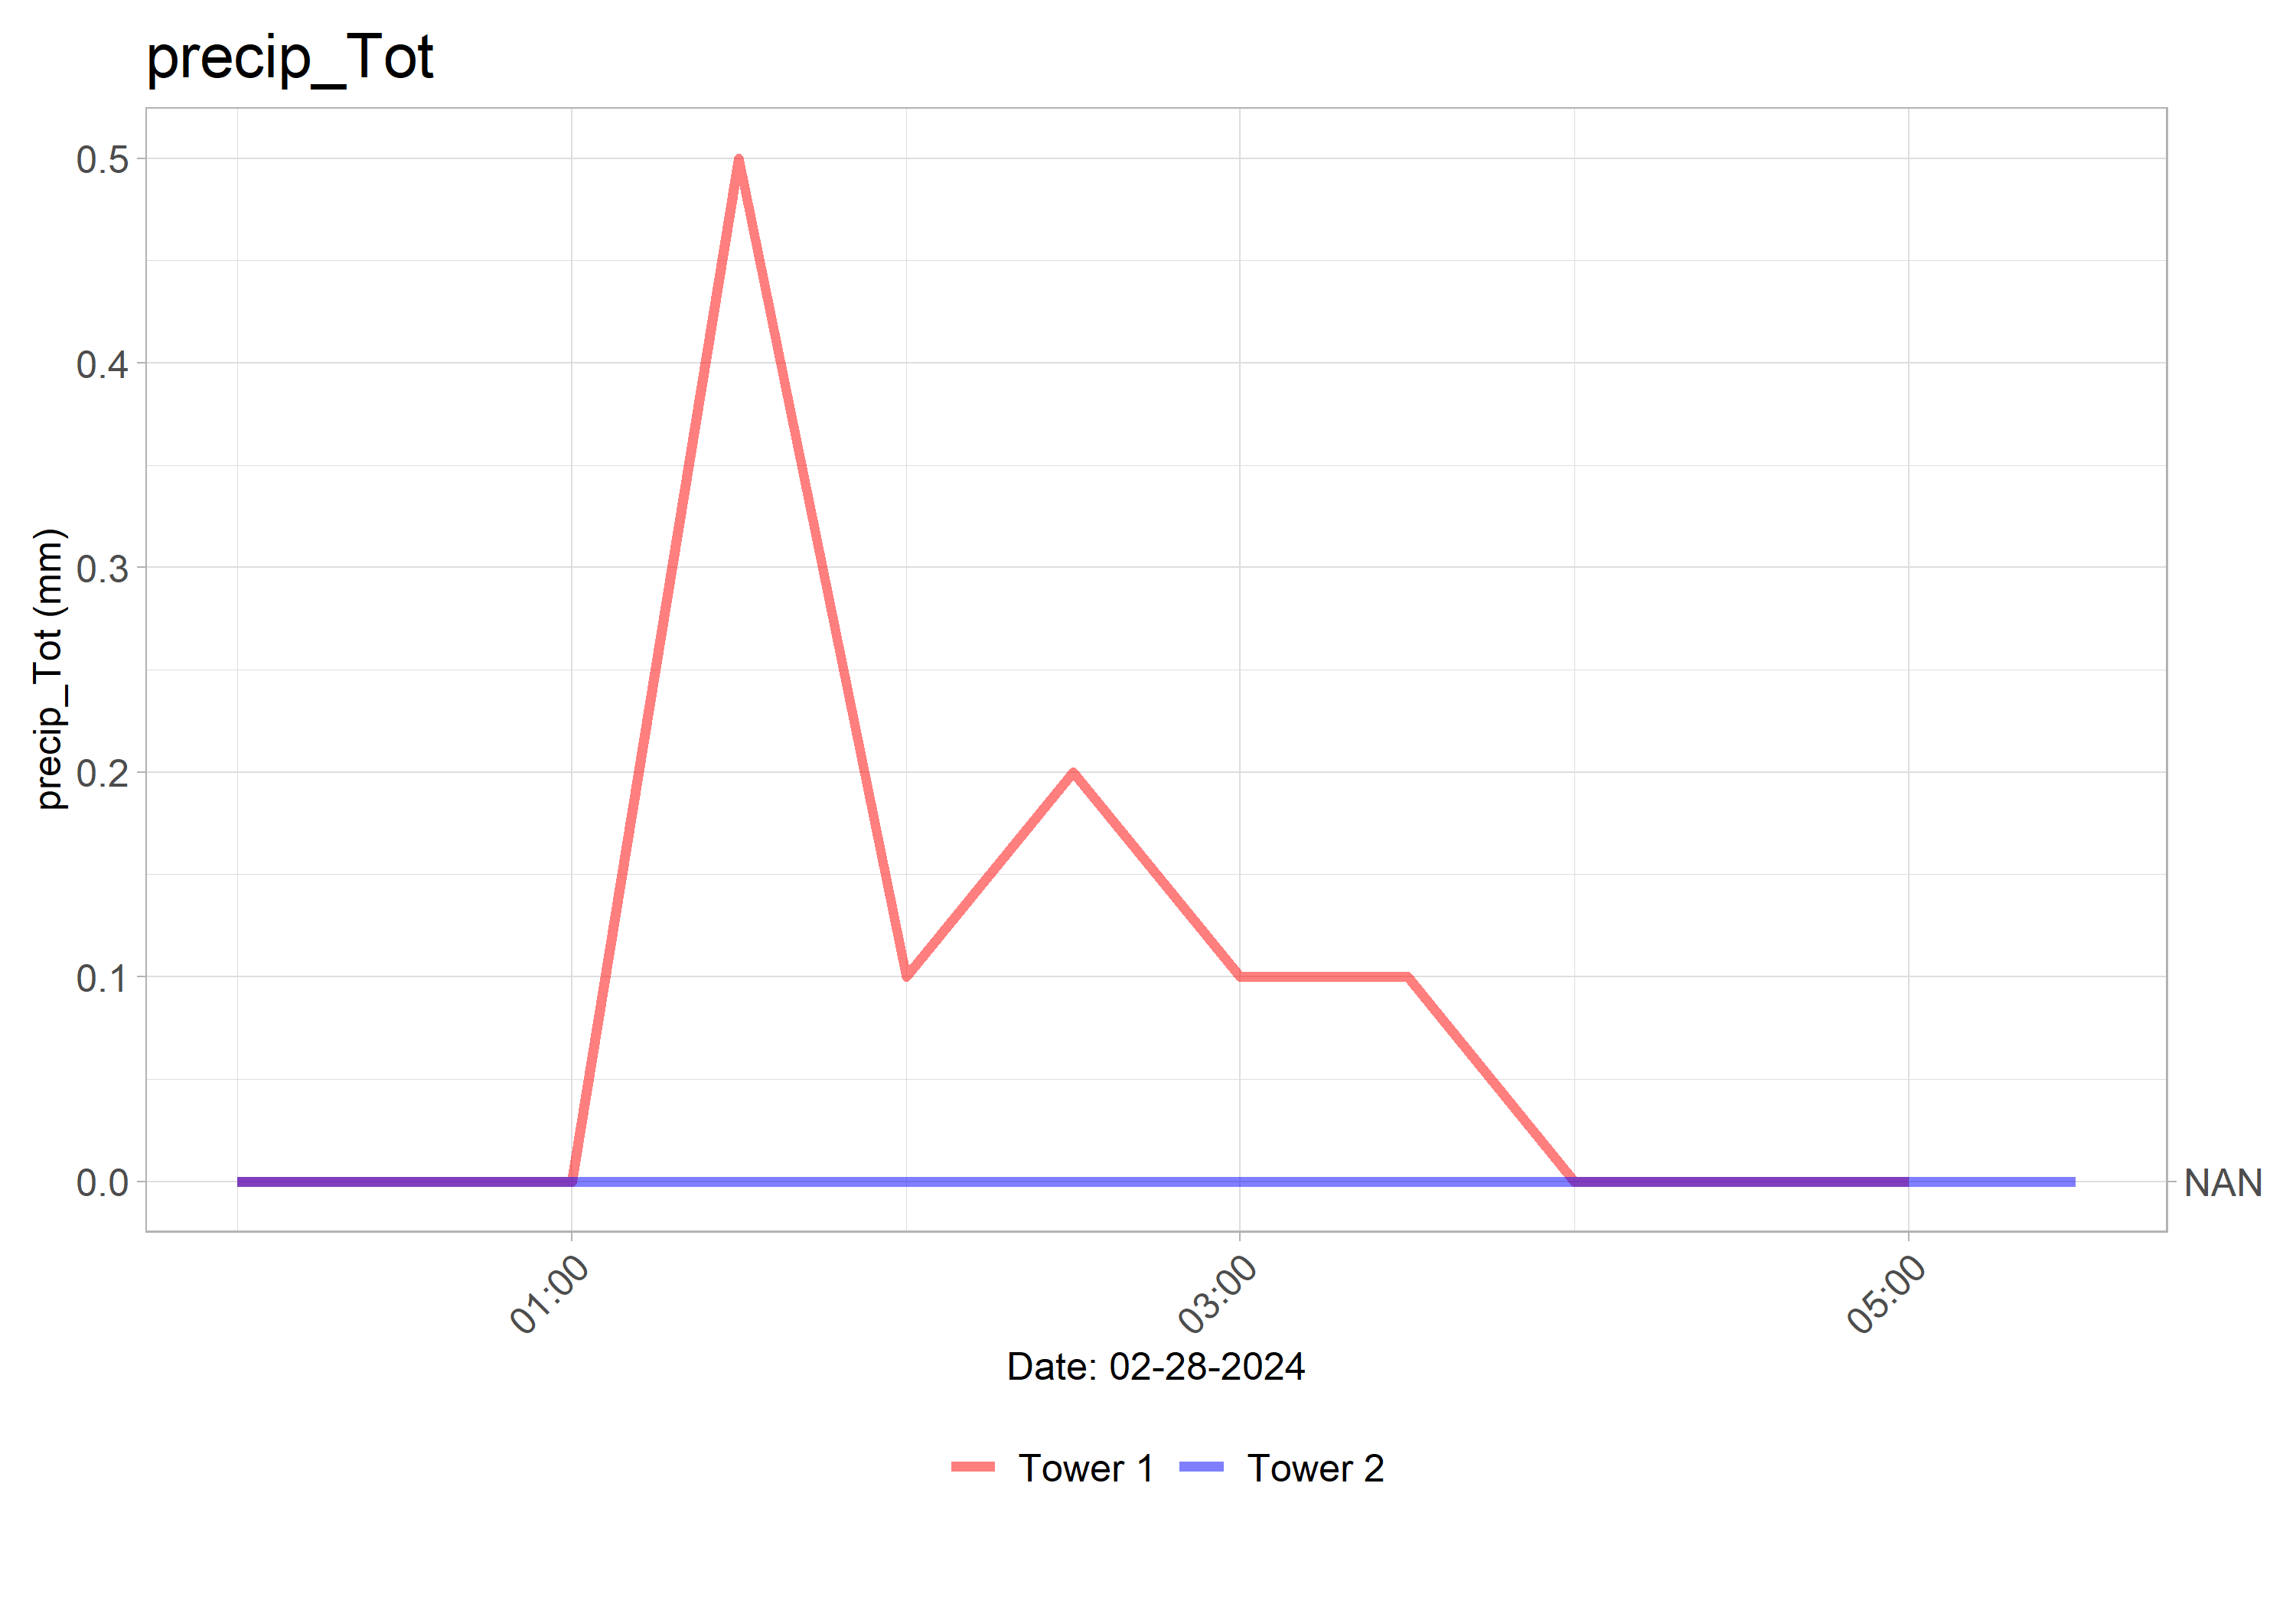 precip_Tot
precip_Tot (mm)
0.5
0.4
0.3
0.2
0.1
0.0
NAN
01:00
03:00
05:00
Date: 02-28-2024
Tower 1
Tower 2